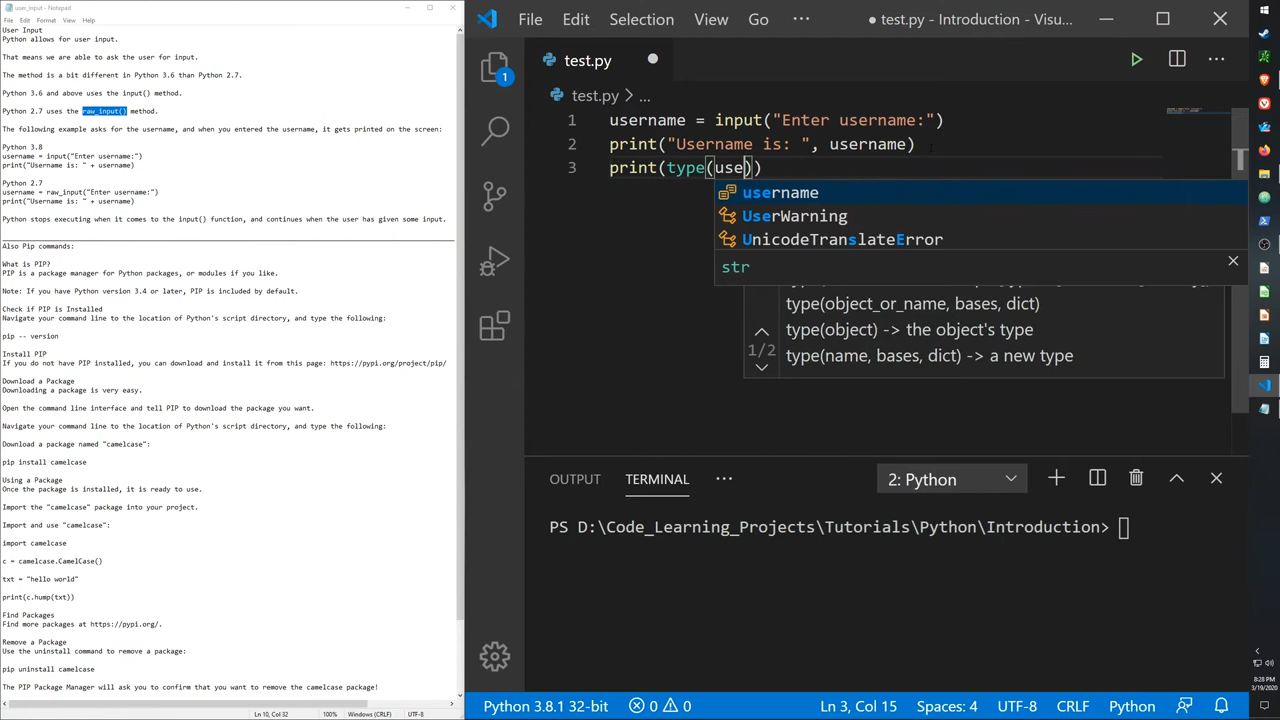 user_input - Notepad
File Edit Format View Help
User Input
Python allows for user input.
That means we are able to ask the user for input.
The method is a bit different in Python 3.6 than Python 2.7.
Python 3.6 and above uses the input() method.
Python 2.7 uses the raw_input() method.
The following example asks for the username, and when you entered the username, it gets printed on the screen:
Python 3.8
username = input("Enter username:")
print("Username is: " + username)
Python 2.7
username = raw_input("Enter username:")
print("Username is: " + username)
Python stops executing when it comes to the input() function, and continues when the user has given some input.
Also Pip commands:
What is PIP?
PIP is a package manager for Python packages, or modules if you like.
Note: If you have Python version 3.4 or later, PIP is included by default.
Check if PIP is Installed
Navigate your command line to the location of Python's script directory, and type the following:
pip -- version
Install PIP
If you do not have PIP installed, you can download and install it from this page: https://pypi.org/project/pip/
Download a Package
Downloading a package is very easy.
Open the command line interface and tell PIP to download the package you want.
Navigate your command line to the location of Python's script directory, and type the following:
Download a package named "camelcase":
pip install camelcase
Using a Package
Once the package is installed, it is ready to use.
Import the "camelcase" package into your project.
Import and use "camelcase":
import camelcase
c = camelcase.CamelCase()
txt = "hello world"
print(c.hump(txt))
Find Packages
Find more packages at https://pypi.org/.
Remove a Package
Use the uninstall command to remove a package:
pip uninstall camelcase
The PIP Package Manager will ask you to confirm that you want to remove the camelcase package!
Ln 10, Col 32 100% Windows (CRLF) UTF-8
File Edit Selection View Go ··· ● test.py - Introduction - Visu...
test.py
test.py > ...
1 username = input("Enter username:")
2 print("Username is: ", username)
3 print(type(use))
username
UserWarning
UnicodeTranslateError
str
type(object_or_name, bases, dict)
type(object) -> the object's type
1/2 type(name, bases, dict) -> a new type
OUTPUT TERMINAL ··· 2: Python
PS D:\Code_Learning_Projects\Tutorials\Python\Introduction>
1
Python 3.8.1 32-bit 0 0 Ln 3, Col 15 Spaces: 4 UTF-8 CRLF Python
8:28 PM
3/19/2020